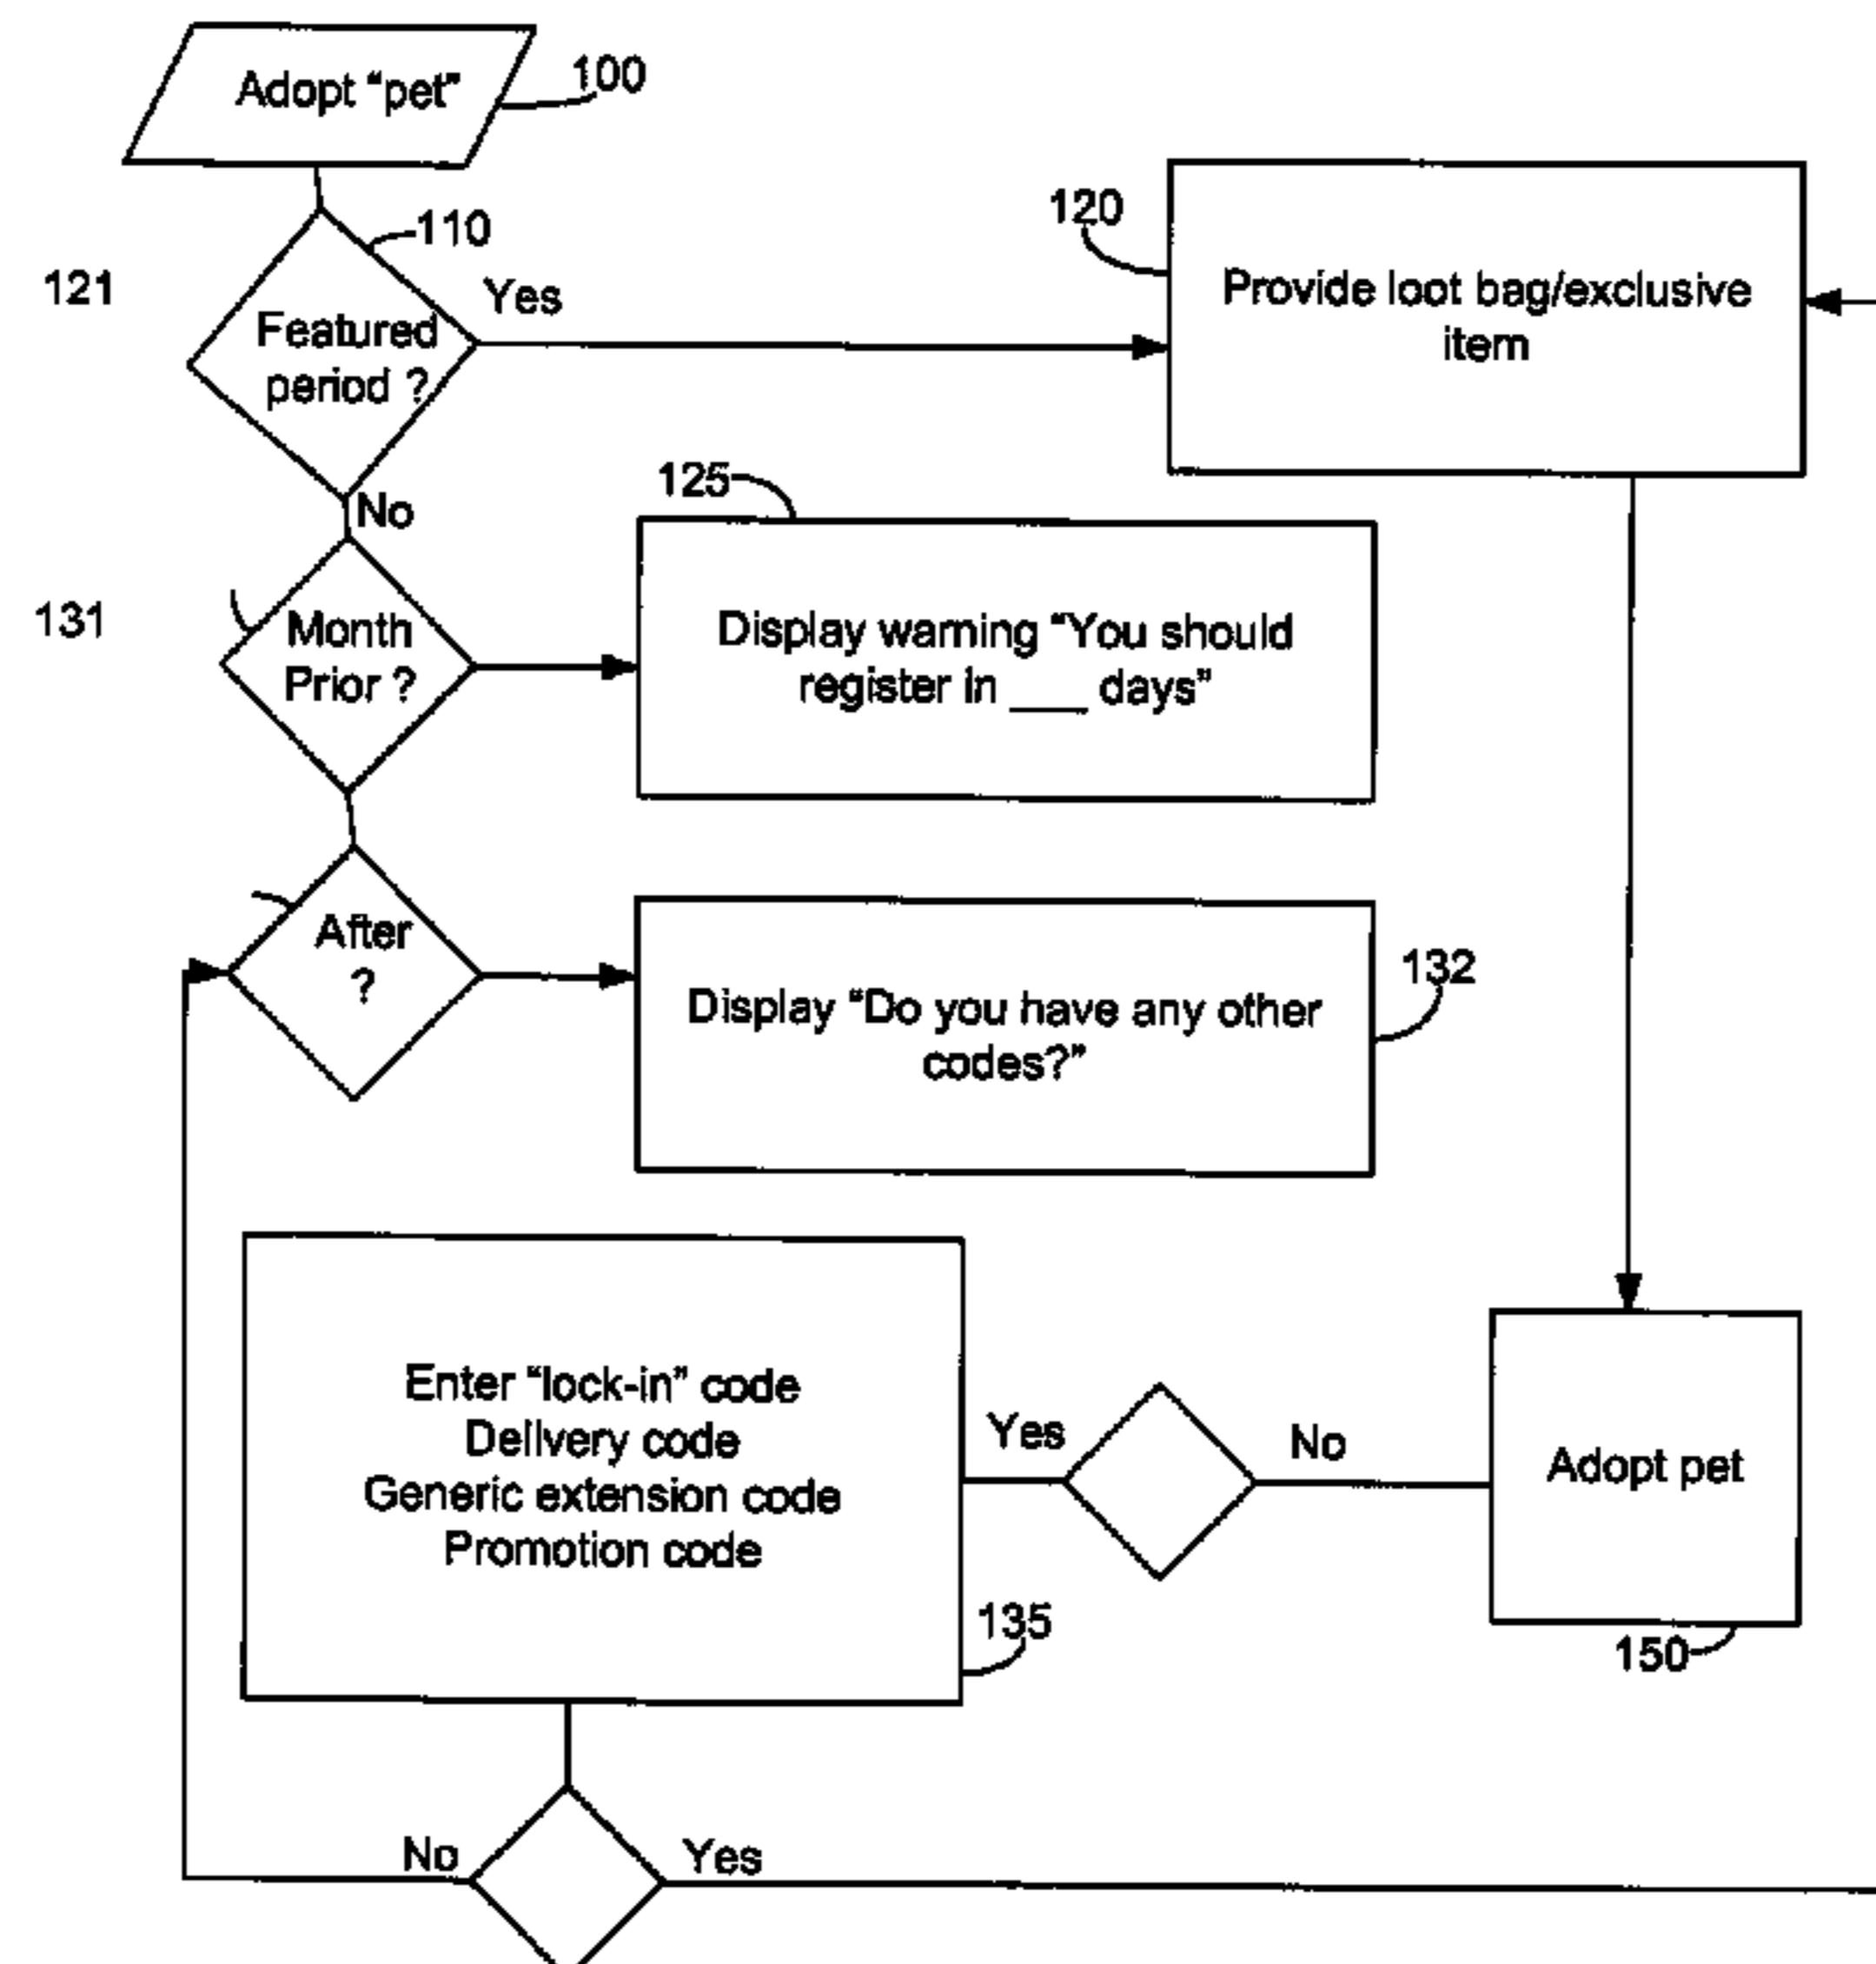 Adopt “pet”
100
110
121
Featured
period ?
Yes
120
Provide loot bag/exclusive
item
No
125
131
Month
Prior ?
Display warning “You should
register in ___ days”
After
?
Display “Do you have any other
codes?”
132
Enter “lock-in” code
Delivery code
Generic extension code
Promotion code
135
Yes
No
Adopt pet
150
No
Yes